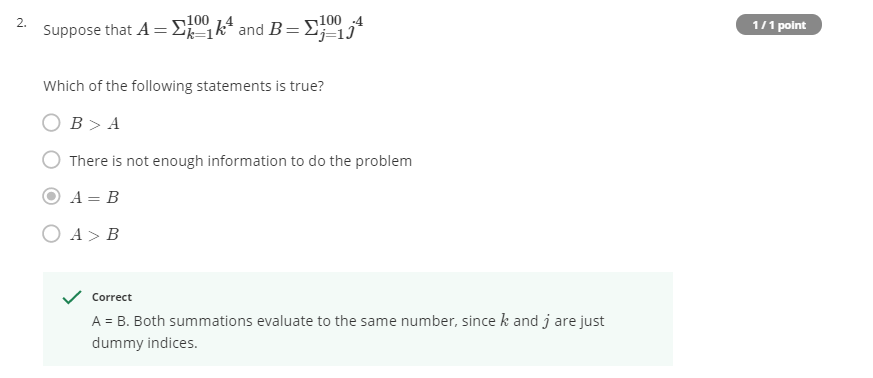 2. Suppose that A = Σ_{k=1}^{100} k^4 and B = Σ_{j=1}^{100} j^4
1 / 1 point
Which of the following statements is true?
B > A
There is not enough information to do the problem
A = B
A > B
Correct
A = B. Both summations evaluate to the same number, since k and j are just
dummy indices.